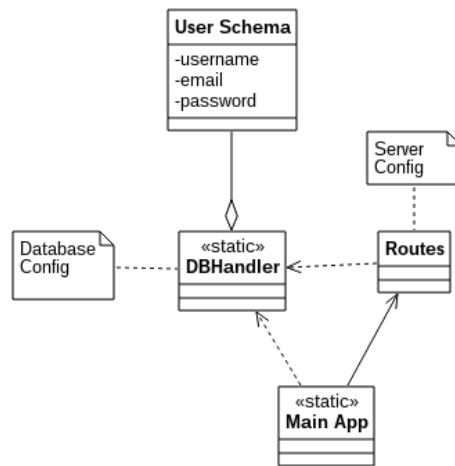 User Schema
-username
-email
-password
Server
Config
«static»
DBHandler
Database
Config
Routes
«static»
Main App